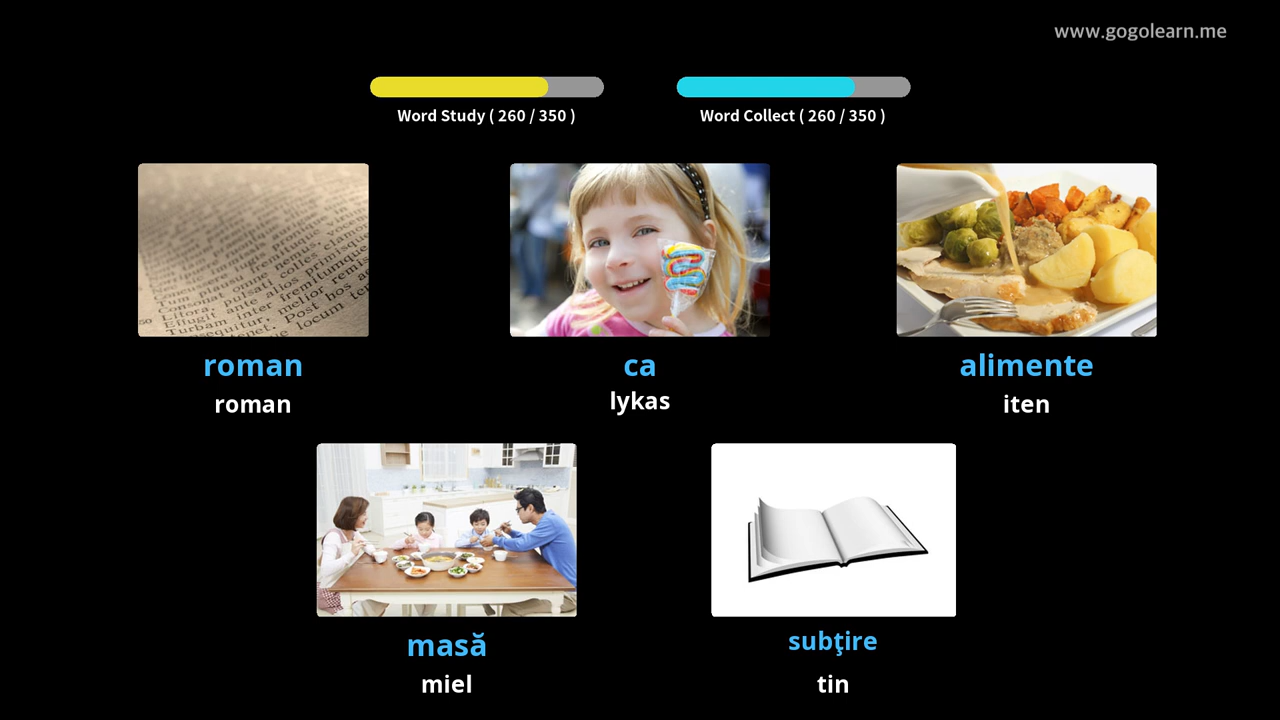 www.gogolearn.me
Word Study ( 260 / 350 )
Word Collect ( 260 / 350 )
roman
roman
ca
lykas
alimente
iten
masă
miel
subţire
tin